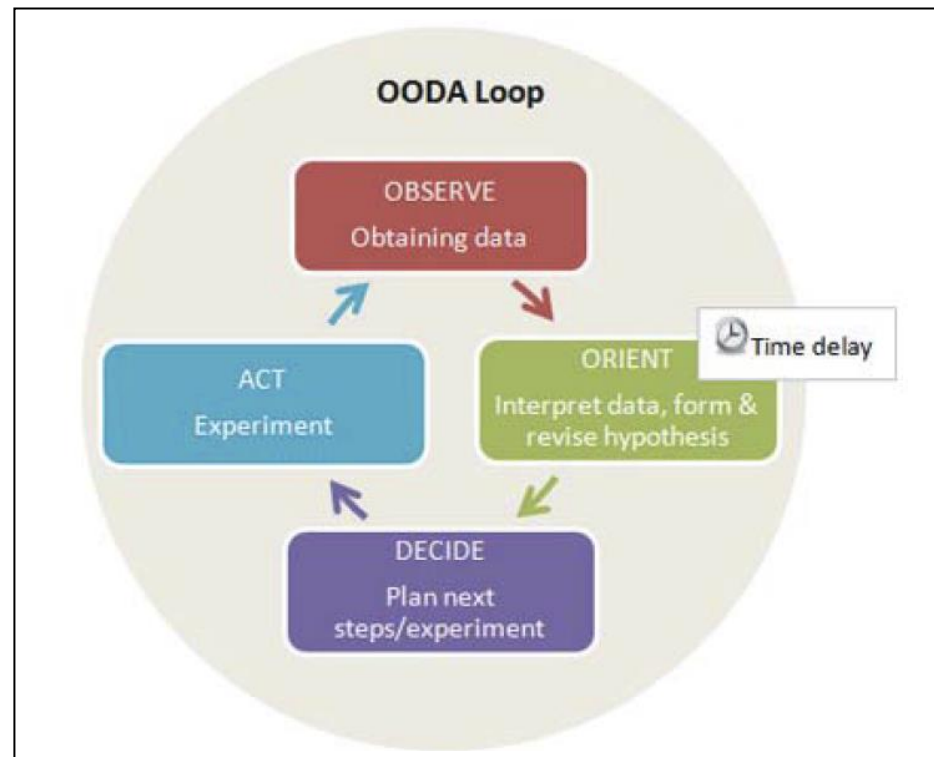 OODA Loop
OBSERVE
Obtaining data
Time delay
ORIENT
Interpret data, form &
revise hypothesis
ACT
Experiment
DECIDE
Plan next
steps/experiment